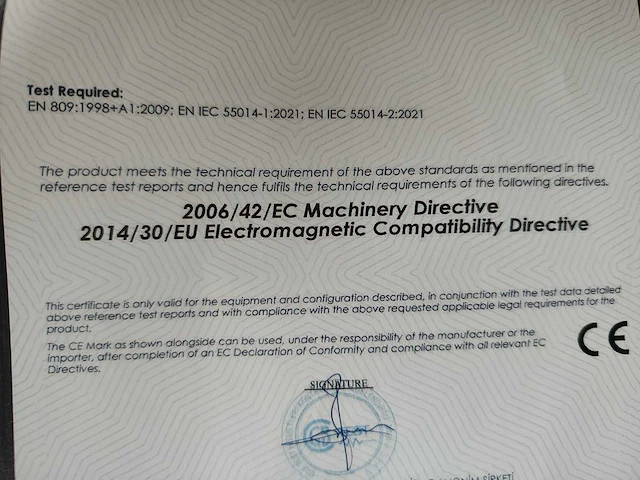 Test Required:
EN 809:1998+A1:2009; EN IEC 55014-1:2021; EN IEC 55014-2:2021
The product meets the technical requirement of the above standards as mentioned in the
reference test reports and hence fulfils the technical requirements of the following directives.
2006/42/EC Machinery Directive
2014/30/EU Electromagnetic Compatibility Directive
This certificate is only valid for the equipment and configuration described, in conjunction with the test data detailed
above reference test reports and with compliance with the above requested applicable legal requirements for the
product.
The CE Mark as shown alongside can be used, under the responsibility of the manufacturer or the
importer, after completion of an EC Declaration of Conformity and compliance with all relevant EC
Directives.
CE
SIGNATURE
ŞİRKETİ